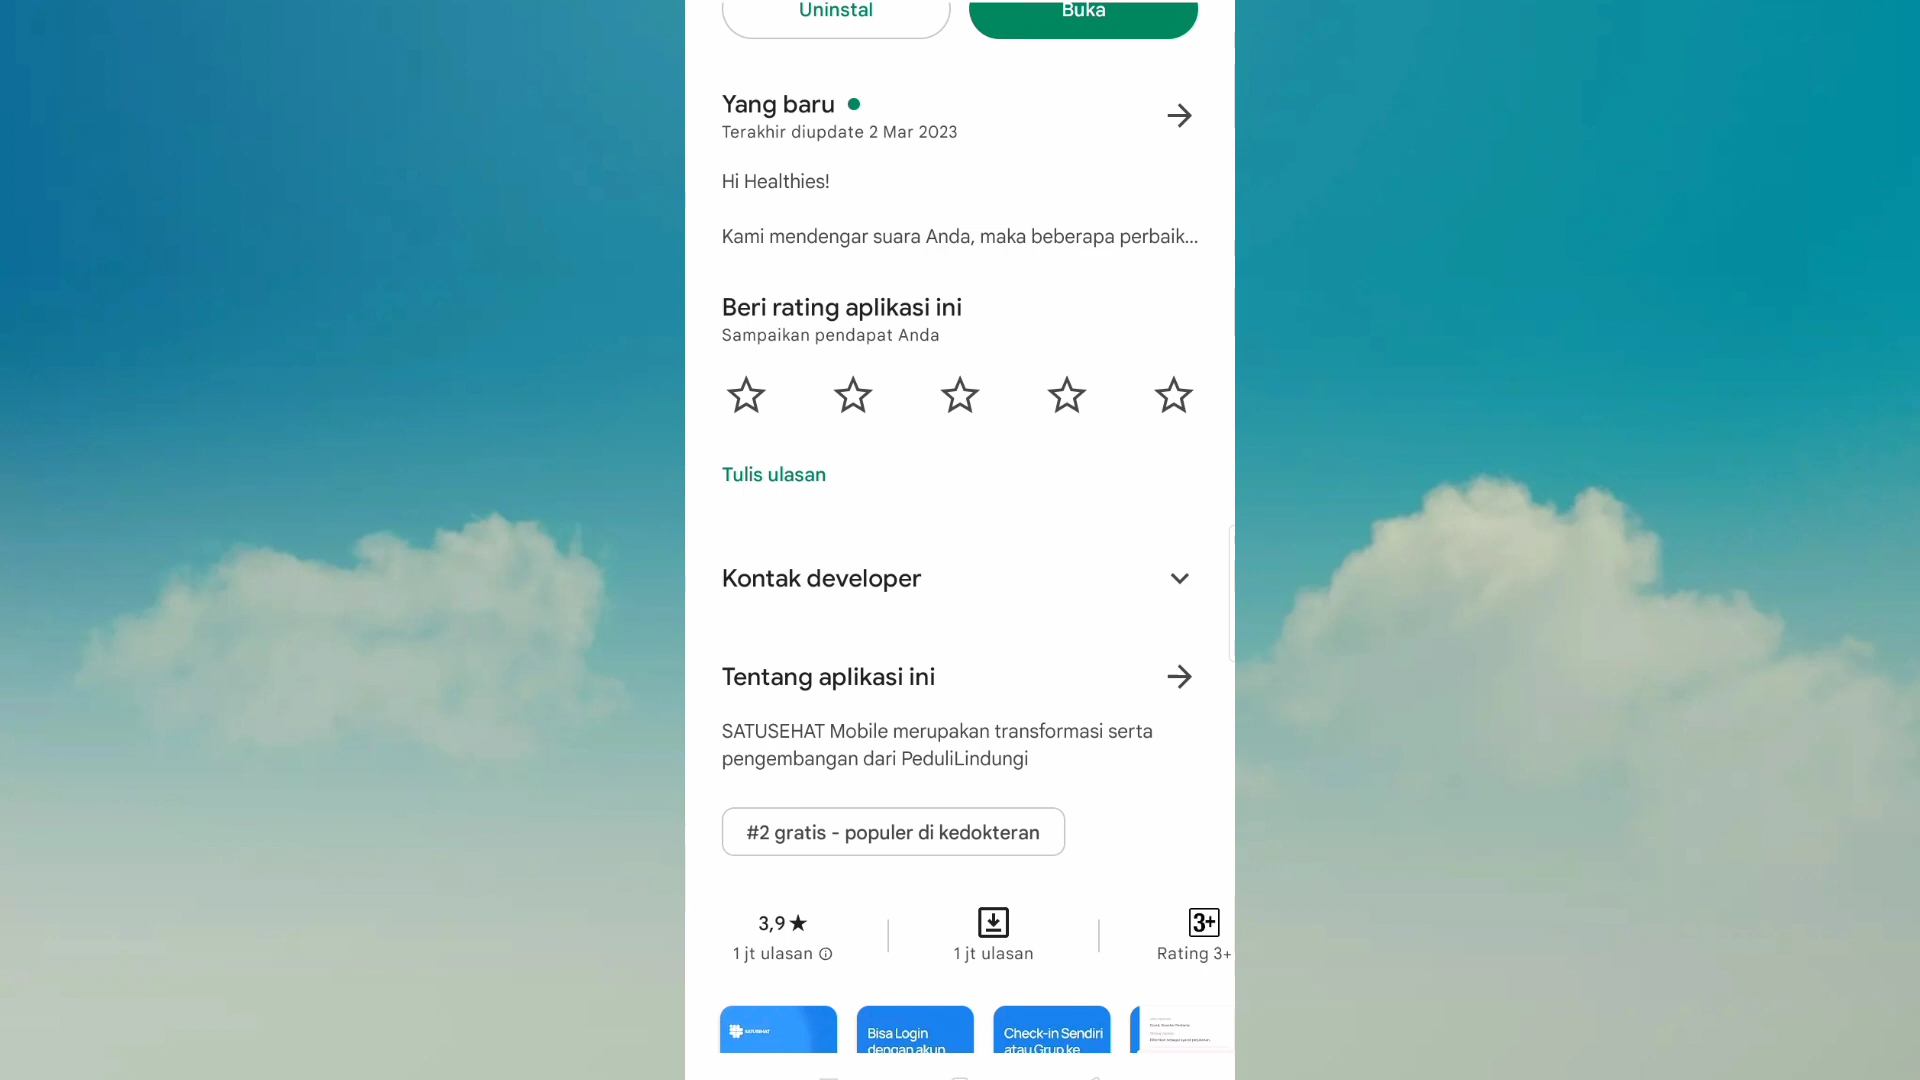 Uninstal
Buka
Yang baru
Terakhir diupdate 2 Mar 2023
Hi Healthies!
Kami mendengar suara Anda, maka beberapa perbaik...
Beri rating aplikasi ini
Sampaikan pendapat Anda
Tulis ulasan
Kontak developer
Tentang aplikasi ini
SATUSEHAT Mobile merupakan transformasi serta
pengembangan dari PeduliLindungi
#2 gratis - populer di kedokteran
3,9★
1 jt ulasan
1 jt ulasan
3+
Rating 3+
SATUSEHAT
Bisa Login
dengan akun
Check-in Sendiri
atau Grup ke